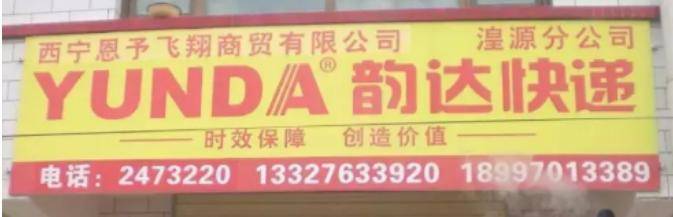 西宁恩予飞翔商贸有限公司 湟源分公司
YUNDA® 韵达快递
时效保障 创造价值
电话：2473220 13327633920 18997013389